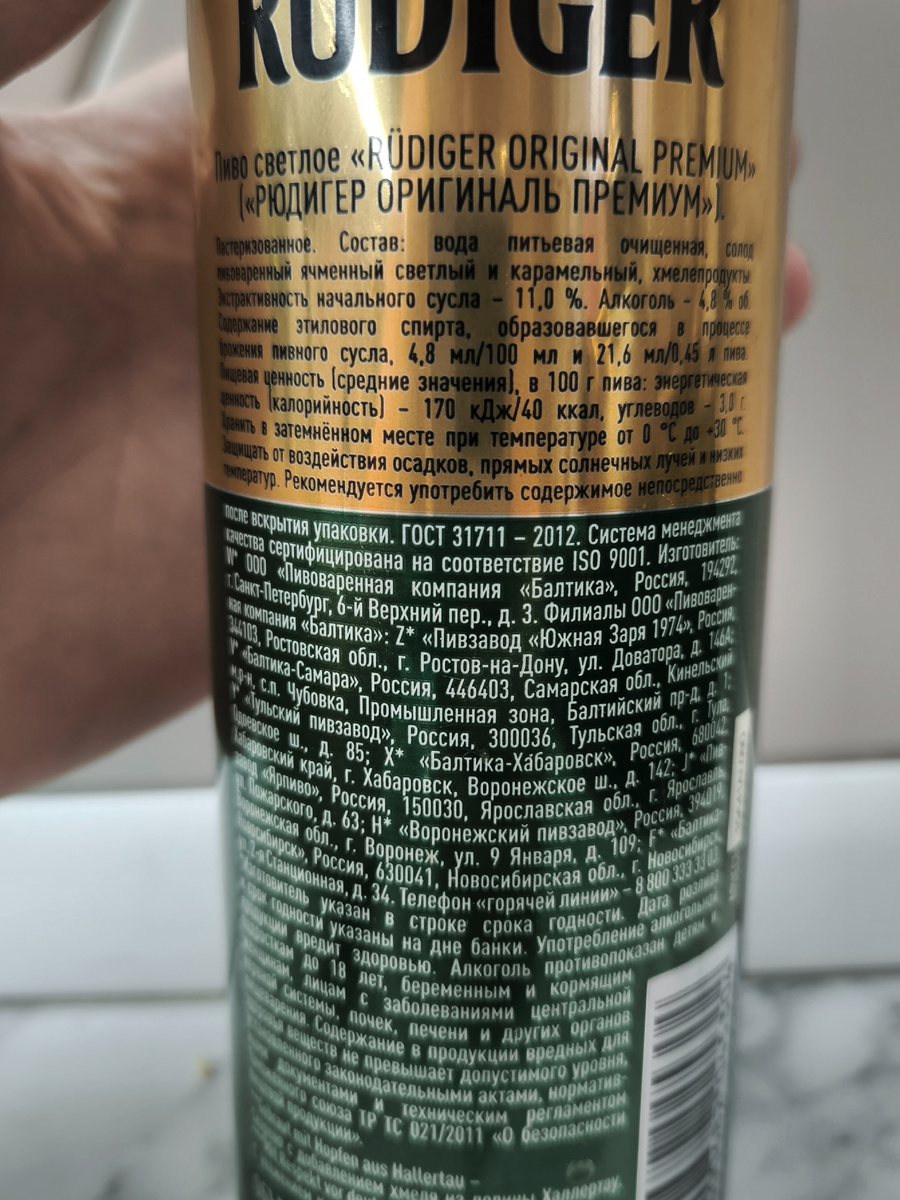 RÜDIGER
Пиво светлое «RÜDIGER ORIGINAL PREMIUM»
(«РЮДИГЕР ОРИГИНАЛЬ ПРЕМИУМ»).
Пастеризованное. Состав: вода питьевая очищенная, солод
пивоваренный ячменный светлый и карамельный, хмелепродукты.
Экстрактивность начального сусла – 11,0 %. Алкоголь – 4,8 % об.
Содержание этилового спирта, образовавшегося в процессе
брожения пивного сусла, 4,8 мл/100 мл и 21,6 мл/0,45 л пива.
Пищевая ценность (средние значения), в 100 г пива: энергетическая
ценность (калорийность) – 170 кДж/40 ккал, углеводов – 3,0 г.
Хранить в затемнённом месте при температуре от 0 °С до +30 °С.
Защищать от воздействия осадков, прямых солнечных лучей и низких
температур. Рекомендуется употребить содержимое непосредственно
после вскрытия упаковки. ГОСТ 31711 – 2012. Система менеджмента
качества сертифицирована на соответствие ISO 9001. Изготовитель:
N* ООО «Пивоваренная компания «Балтика», Россия, 194292,
г. Санкт-Петербург, 6-й Верхний пер., д. 3. Филиалы ООО «Пивоварен-
ная компания «Балтика»: Z* «Пивзавод «Южная Заря 1974», Россия,
344103, Ростовская обл., г. Ростов-на-Дону, ул. Доватора, д. 146А;
«Балтика-Самара», Россия, 446403, Самарская обл., Кинельский
м.р-н, с.п. Чубовка, Промышленная зона, Балтийский пр-д, д. 1;
«Тульский пивзавод», Россия, 300036, Тульская обл., г. Тула,
Одоевское ш., д. 85; X* «Балтика-Хабаровск», Россия, 680042,
Хабаровский край, г. Хабаровск, Воронежское ш., д. 142; J* «Пив-
завод «Ярпиво», Россия, 150030, Ярославская обл., г. Ярославль,
ул. Пожарского, д. 63; H* «Воронежский пивзавод», Россия, 394019,
Воронежская обл., г. Воронеж, ул. 9 Января, д. 109; F* «Балтика-
Новосибирск», Россия, 630041, Новосибирская обл., г. Новосибирск,
ул. 2-я Станционная, д. 34. Телефон «горячей линии» – 8 800 333 33 03.
*Изготовитель указан в строке срока годности. Дата розлива
и срок годности указаны на дне банки. Употребление алкогольной
продукции вредит здоровью. Алкоголь противопоказан детям и
подросткам до 18 лет, беременным и кормящим
женщинам, лицам с заболеваниями центральной
нервной системы, почек, печени и других органов
пищеварения. Содержание в продукции вредных для
здоровья веществ не превышает допустимого уровня,
установленного законодательными актами, норматив-
ными документами и техническим регламентом
Таможенного союза ТР ТС 021/2011 «О безопасности
пищевой продукции».
mit Hopfen aus Hallertau –
с добавлением хмеля из долины Халлертау.